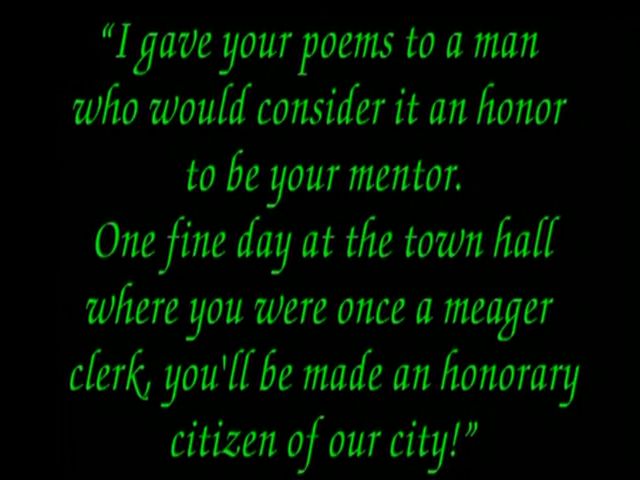 “I gave your poems to a man
who would consider it an honor
to be your mentor.
One fine day at the town hall
where you were once a meager
clerk, you'll be made an honorary
citizen of our city!”